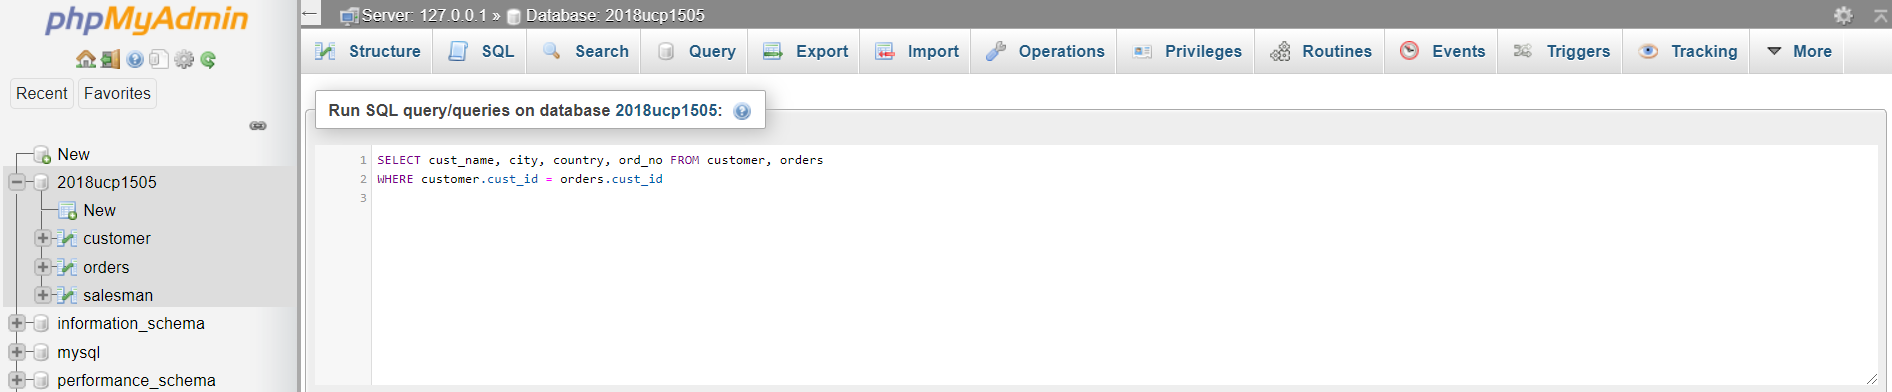 phpMyAdmin
Recent Favorites
New
2018ucp1505
New
customer
orders
salesman
information_schema
mysql
performance_schema
Server: 127.0.0.1 » Database: 2018ucp1505
Structure SQL Search Query Export Import Operations Privileges Routines Events Triggers Tracking More
Run SQL query/queries on database 2018ucp1505:
1 SELECT cust_name, city, country, ord_no FROM customer, orders
2 WHERE customer.cust_id = orders.cust_id
3